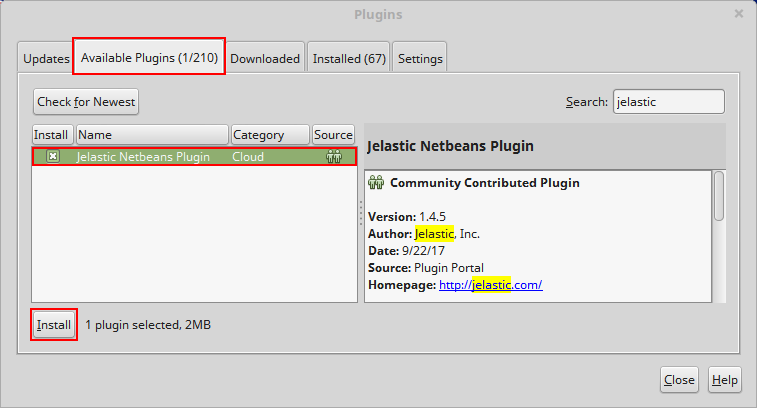 Plugins
Updates Available Plugins (1/210) Downloaded Installed (67) Settings
Check for Newest Search: jelastic
Install Name Category Source
Jelastic Netbeans Plugin Cloud
Jelastic Netbeans Plugin
Community Contributed Plugin
Version: 1.4.5
Author: Jelastic, Inc.
Date: 9/22/17
Source: Plugin Portal
Homepage: http://jelastic.com/
Install 1 plugin selected, 2MB
Close Help